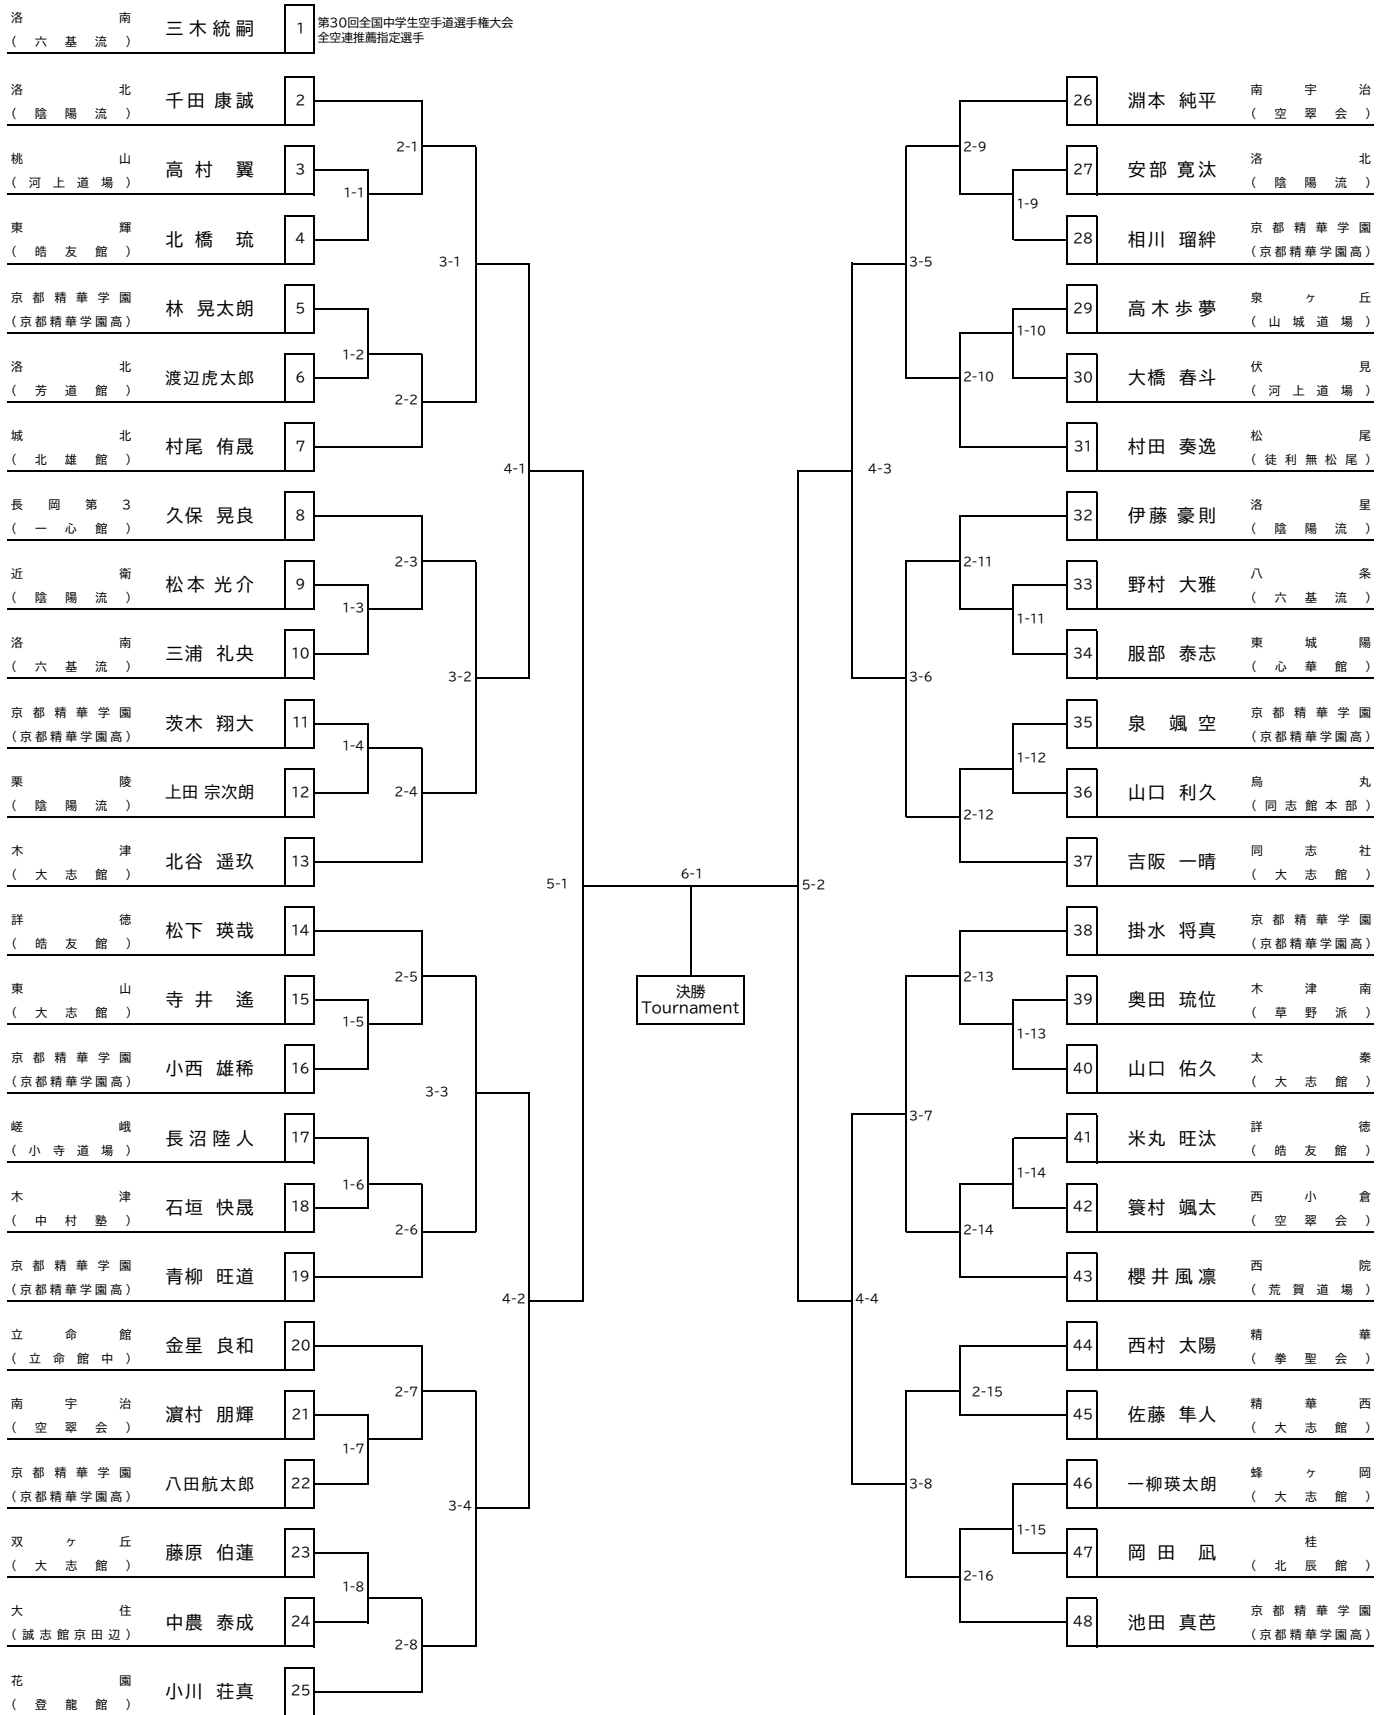 洛南
(六基流)
三木統嗣
1
第30回全国中学生空手道選手権大会
全空連推薦指定選手
洛北
(陰陽流)
千田 康誠
2
桃山
(河上道場)
高村 翼
3
東輝
(皓友館)
北橋 琉
4
京都精華学園
(京都精華学園高)
林 晃太朗
5
洛北
(芳道館)
渡辺虎太郎
6
城北
(北雄館)
村尾 侑晟
7
長岡第3
(一心館)
久保 晃良
8
近衛
(陰陽流)
松本 光介
9
洛南
(六基流)
三浦 礼央
10
京都精華学園
(京都精華学園高)
茨木 翔大
11
栗陵
(陰陽流)
上田 宗次朗
12
木津
(大志館)
北谷 遥玖
13
詳徳
(皓友館)
松下 瑛哉
14
東山
(大志館)
寺井 遙
15
京都精華学園
(京都精華学園高)
小西 雄稀
16
嵯峨
(小寺道場)
長沼陸人
17
木津
(中村塾)
石垣 快晟
18
京都精華学園
(京都精華学園高)
青柳 旺道
19
立命館
(立命館中)
金星 良和
20
南宇治
(空翠会)
濵村 朋輝
21
京都精華学園
(京都精華学園高)
八田航太郎
22
双ヶ丘
(大志館)
藤原 伯蓮
23
大住
(誠志館京田辺)
中農 泰成
24
花園
(登龍館)
小川 荘真
25
1-1
1-2
1-3
1-4
1-5
1-6
1-7
1-8
2-1
2-2
2-3
2-4
2-5
2-6
2-7
2-8
3-1
3-2
3-3
3-4
4-1
4-2
5-1
6-1
決勝
Tournament
5-2
4-3
4-4
3-5
3-6
3-7
3-8
2-9
2-10
2-11
2-12
2-13
2-14
2-15
2-16
1-9
1-10
1-11
1-12
1-13
1-14
1-15
26
淵本 純平
南宇治
(空翠会)
27
安部 寛汰
洛北
(陰陽流)
28
相川 瑠絆
京都精華学園
(京都精華学園高)
29
高木歩夢
泉ヶ丘
(山城道場)
30
大橋 春斗
伏見
(河上道場)
31
村田 奏逸
松尾
(徒利無松尾)
32
伊藤 豪則
洛星
(陰陽流)
33
野村 大雅
八条
(六基流)
34
服部 泰志
東城陽
(心華館)
35
泉 颯空
京都精華学園
(京都精華学園高)
36
山口 利久
烏丸
(同志館本部)
37
吉阪 一晴
同志社
(大志館)
38
掛水 将真
京都精華学園
(京都精華学園高)
39
奥田 琉位
木津南
(草野派)
40
山口 佑久
太秦
(大志館)
41
米丸 旺汰
詳徳
(皓友館)
42
簑村 颯太
西小倉
(空翠会)
43
櫻井風凛
西院
(荒賀道場)
44
西村 太陽
精華
(拳聖会)
45
佐藤 隼人
精華西
(大志館)
46
一柳瑛太朗
蜂ヶ岡
(大志館)
47
岡田 凪
桂
(北辰館)
48
池田 真芭
京都精華学園
(京都精華学園高)